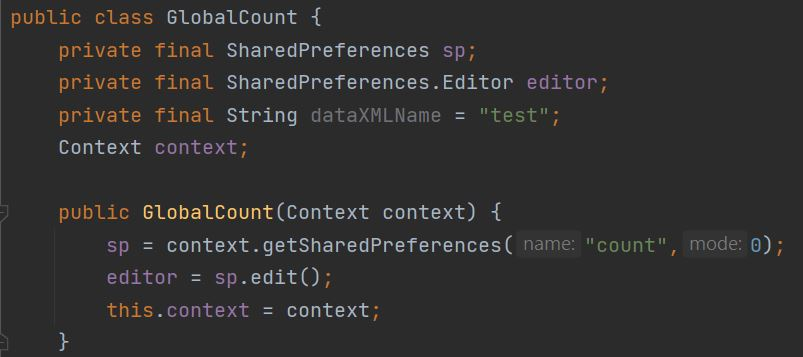 public class GlobalCount {
    private final SharedPreferences sp;
    private final SharedPreferences.Editor editor;
    private final String dataXMLName = "test";
    Context context;

    public GlobalCount(Context context) {
        sp = context.getSharedPreferences( name: "count", mode: 0);
        editor = sp.edit();
        this.context = context;
    }